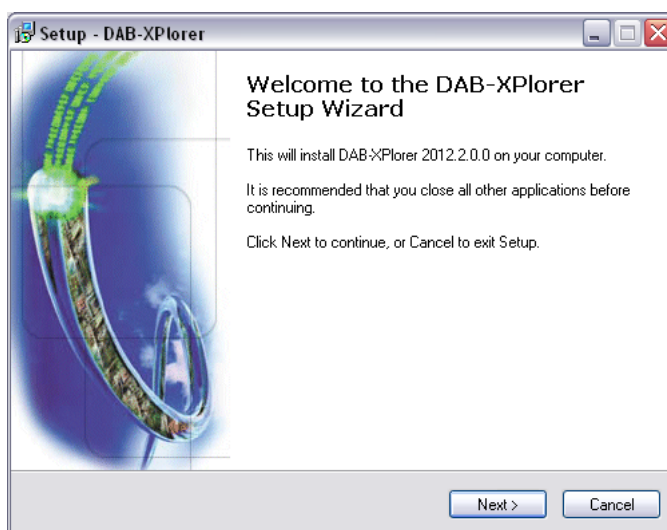 Setup - DAB-XPlorer
Welcome to the DAB-XPlorer
Setup Wizard
This will install DAB-XPlorer 2012.2.0.0 on your computer.
It is recommended that you close all other applications before
continuing.
Click Next to continue, or Cancel to exit Setup.
Next >
Cancel